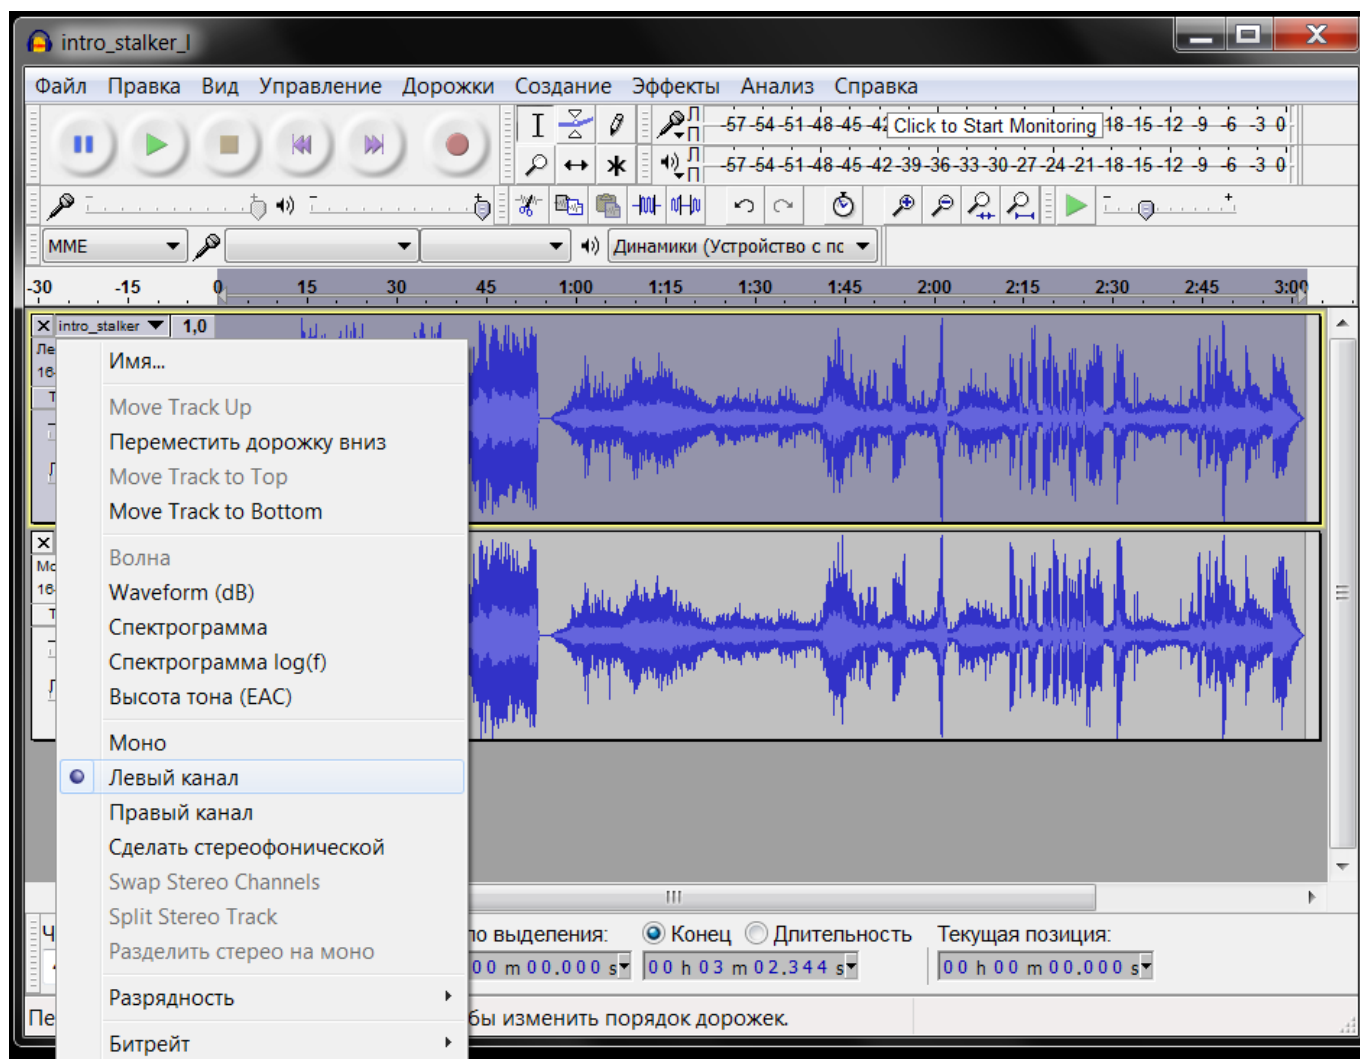 intro_stalker_l
Файл Правка Вид Управление Дорожки Создание Эффекты Анализ Справка
Л -57 -54 -51 -48 -45 -42 Click to Start Monitoring 18 -15 -12 -9 -6 -3 0
П
Л -57 -54 -51 -48 -45 -42 -39 -36 -33 -30 -27 -24 -21 -18 -15 -12 -9 -6 -3 0
П
MME Динамики (Устройство с пс
-30 -15 0 15 30 45 1:00 1:15 1:30 1:45 2:00 2:15 2:30 2:45 3:00
intro_stalker 1,0
Имя...
Move Track Up
Переместить дорожку вниз
Move Track to Top
Move Track to Bottom
Волна
Waveform (dB)
Спектрограмма
Спектрограмма log(f)
Высота тона (EAC)
Моно
Левый канал
Правый канал
Сделать стереофонической
Swap Stereo Channels
Split Stereo Track
Разделить стерео на моно
Разрядность
Битрейт
ло выделения: Конец Длительность Текущая позиция:
00 m 00.000 s 00 h 03 m 02.344 s 00 h 00 m 00.000 s
Пе
бы изменить порядок дорожек.